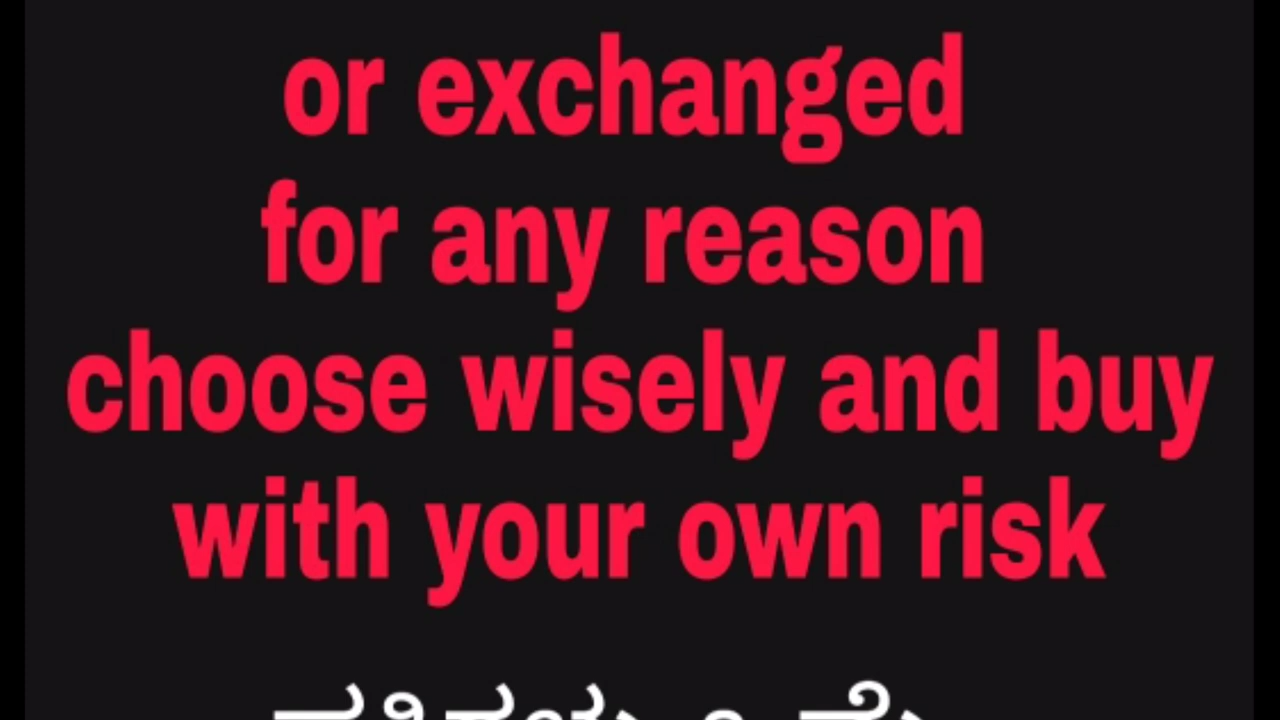 or exchanged
for any reason
choose wisely and buy
with your own risk